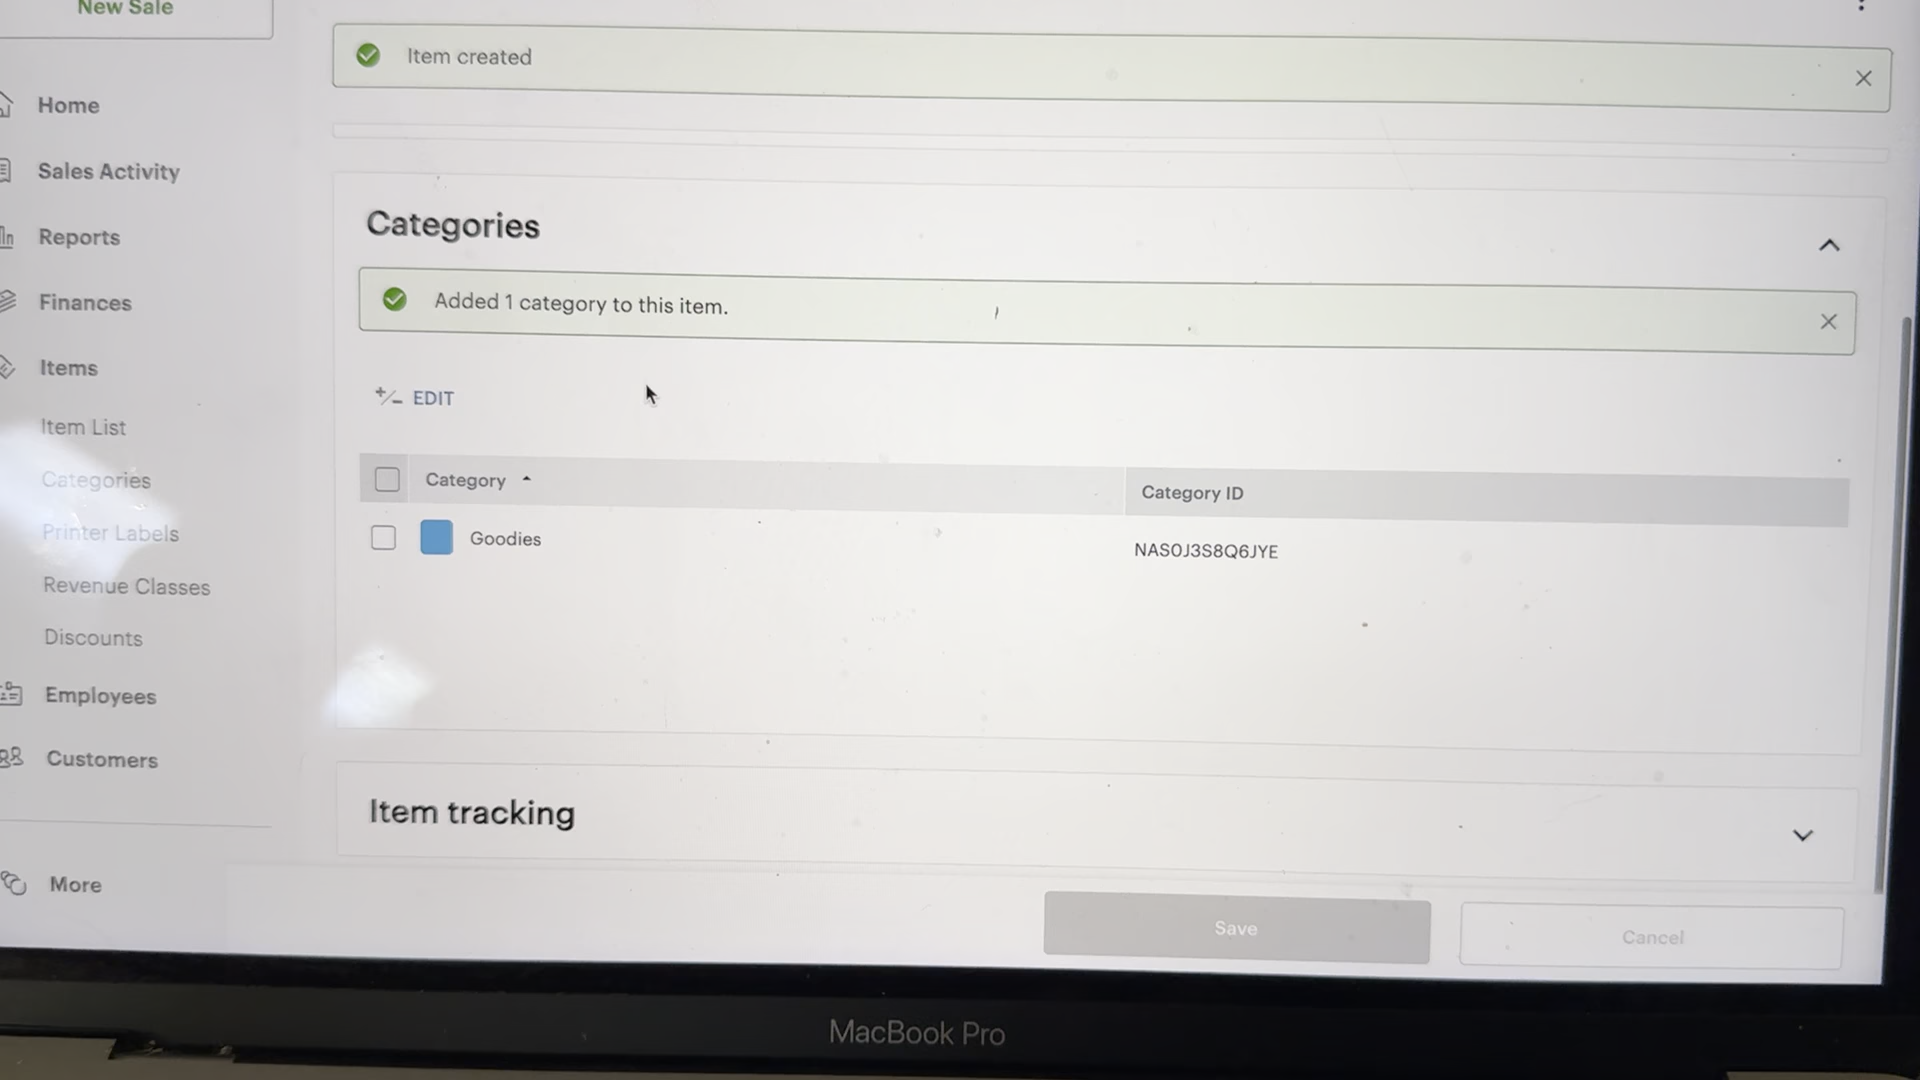 New Sale
Item created
Home
Sales Activity
Reports
Finances
Items
Item List
Categories
Printer Labels
Revenue Classes
Discounts
Employees
Customers
More
Categories
Added 1 category to this item.
+/- EDIT
Category
Category ID
Goodies
NAS0J3S8Q6JYE
Item tracking
Save
Cancel
MacBook Pro